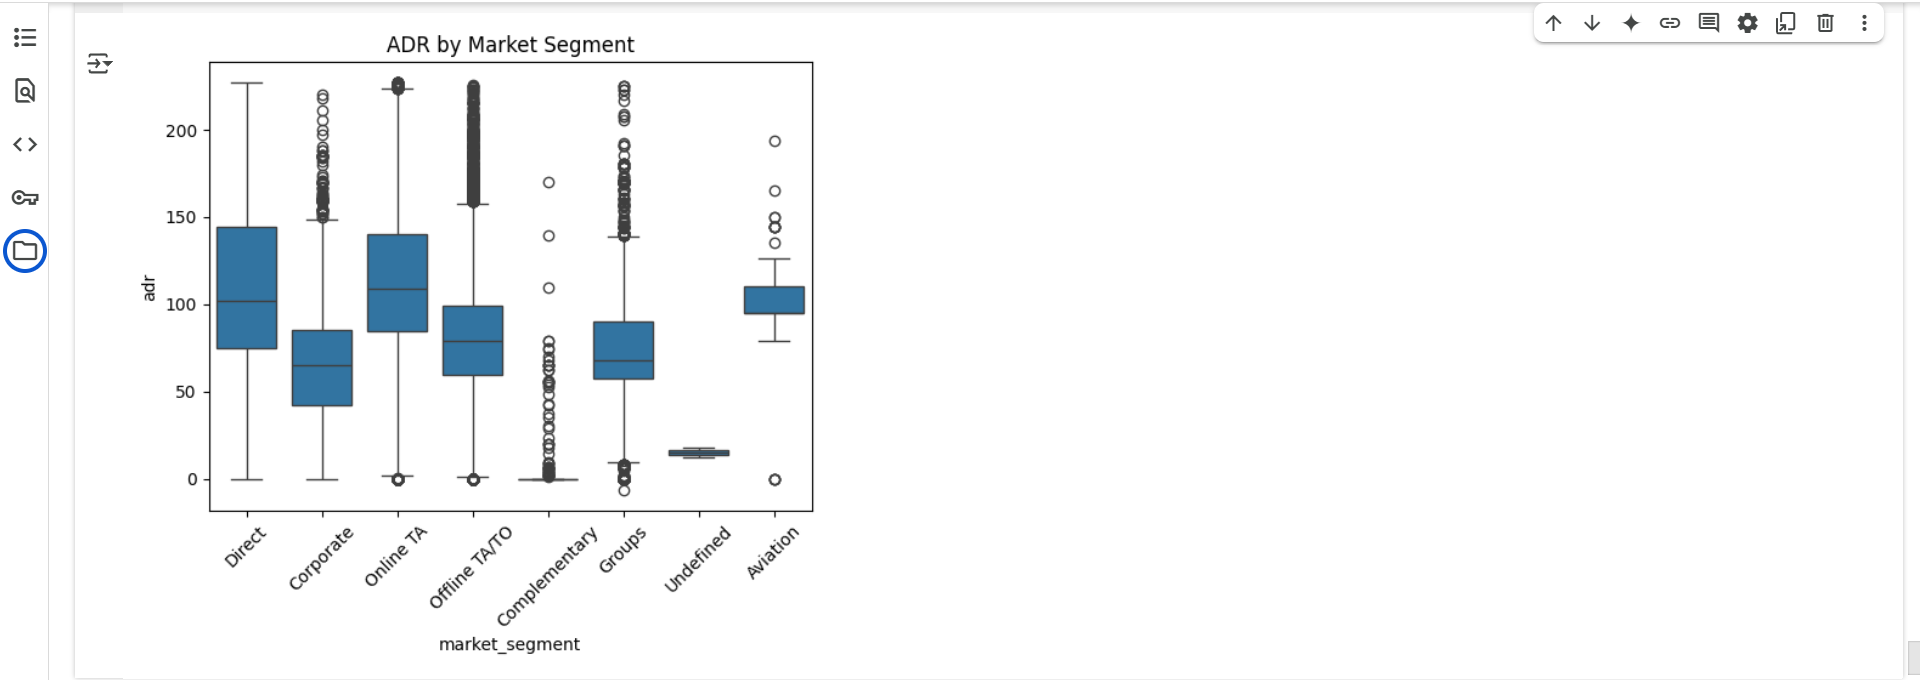 ADR by Market Segment
200
150
100
50
0
adr
Direct
Corporate
Online TA
Offline TA/TO
Complementary
Groups
Undefined
Aviation
market_segment